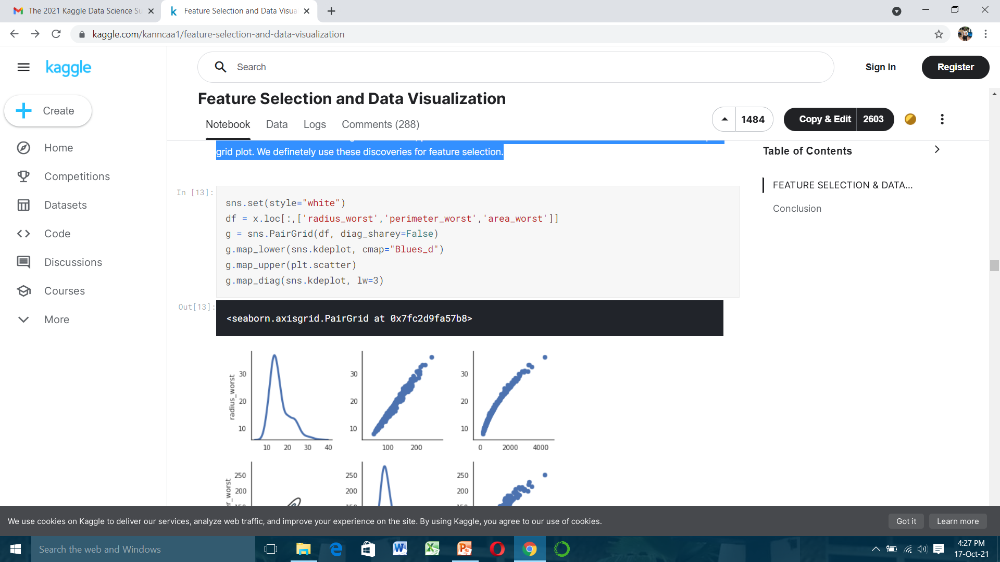 The 2021 Kaggle Data Science Su
Feature Selection and Data Visua
kaggle.com/kanncaa1/feature-selection-and-data-visualization
kaggle
Search
Sign In
Register
Create
Feature Selection and Data Visualization
Notebook
Data
Logs
Comments (288)
1484
Copy & Edit
2603
Home
Competitions
Datasets
Code
Discussions
Courses
More
grid plot. We definetely use these discoveries for feature selection.
Table of Contents
FEATURE SELECTION & DATA...
Conclusion
In [13]:
sns.set(style="white")
df = x.loc[:,['radius_worst','perimeter_worst','area_worst']]
g = sns.PairGrid(df, diag_sharey=False)
g.map_lower(sns.kdeplot, cmap="Blues_d")
g.map_upper(plt.scatter)
g.map_diag(sns.kdeplot, lw=3)
Out[13]:
<seaborn.axisgrid.PairGrid at 0x7fc2d9fa57b8>
radius_worst
30
20
10
10 20 30 40
30
20
10
100 200
30
20
10
0 2000 4000
r_worst
250
200
250
200
250
200
We use cookies on Kaggle to deliver our services, analyze web traffic, and improve your experience on the site. By using Kaggle, you agree to our use of cookies.
Got it
Learn more
Search the web and Windows
4:27 PM
17-Oct-21